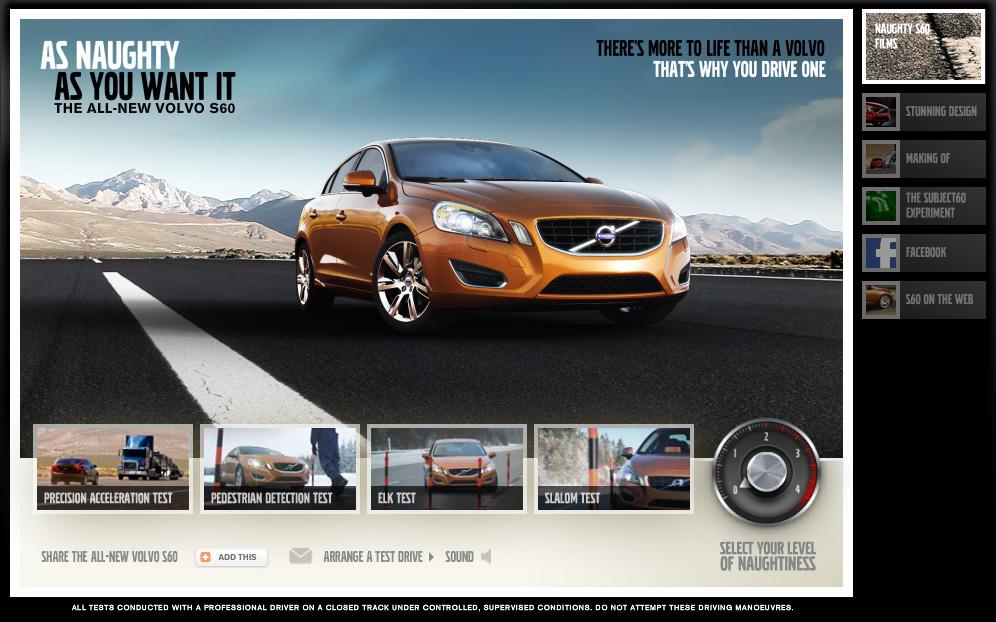 AS NAUGHTY
AS YOU WANT IT
THE ALL-NEW VOLVO S60
THERE'S MORE TO LIFE THAN A VOLVO
THAT'S WHY YOU DRIVE ONE
NAUGHTY S60
FILMS
STUNNING DESIGN
MAKING OF
THE SUBJECT60
EXPERIMENT
FACEBOOK
S60 ON THE WEB
PRECISION ACCELERATION TEST
PEDESTRIAN DETECTION TEST
ELK TEST
SLALOM TEST
0 1 2 3 4
SELECT YOUR LEVEL
OF NAUGHTINESS
SHARE THE ALL-NEW VOLVO S60
ADD THIS
ARRANGE A TEST DRIVE
SOUND
ALL TESTS CONDUCTED WITH A PROFESSIONAL DRIVER ON A CLOSED TRACK UNDER CONTROLLED, SUPERVISED CONDITIONS. DO NOT ATTEMPT THESE DRIVING MANOEUVRES.